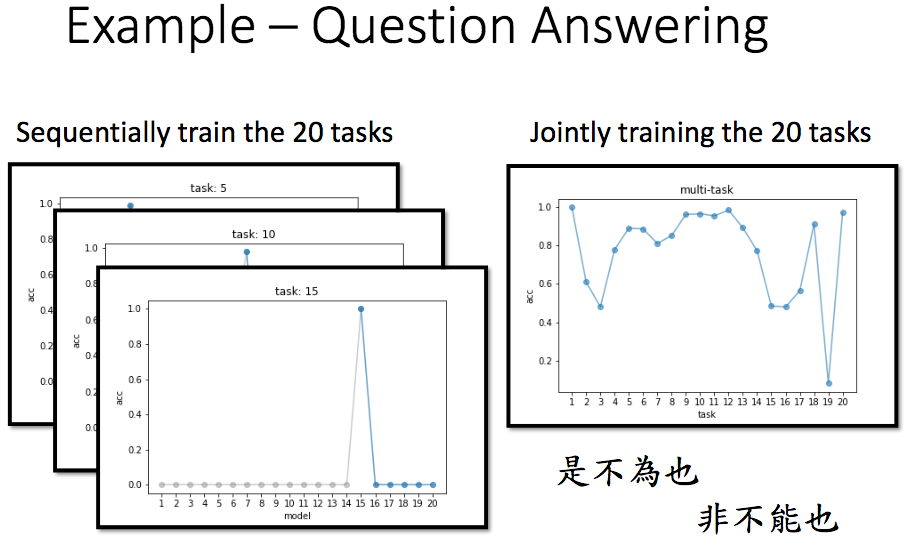 Example – Question Answering
Sequentially train the 20 tasks
task: 5
1.0
0.8
0.6
0.4
0.2
0.0
acc
task: 10
1.0
0.8
0.6
0.4
0.2
0.0
acc
task: 15
1.0
0.8
0.6
0.4
0.2
0.0
acc
1 2 3 4 5 6 7 8 9 10 11 12 13 14 15 16 17 18 19 20
model
Jointly training the 20 tasks
multi-task
1.0
0.8
0.6
0.4
0.2
acc
1 2 3 4 5 6 7 8 9 10 11 12 13 14 15 16 17 18 19 20
task
是不為也
非不能也